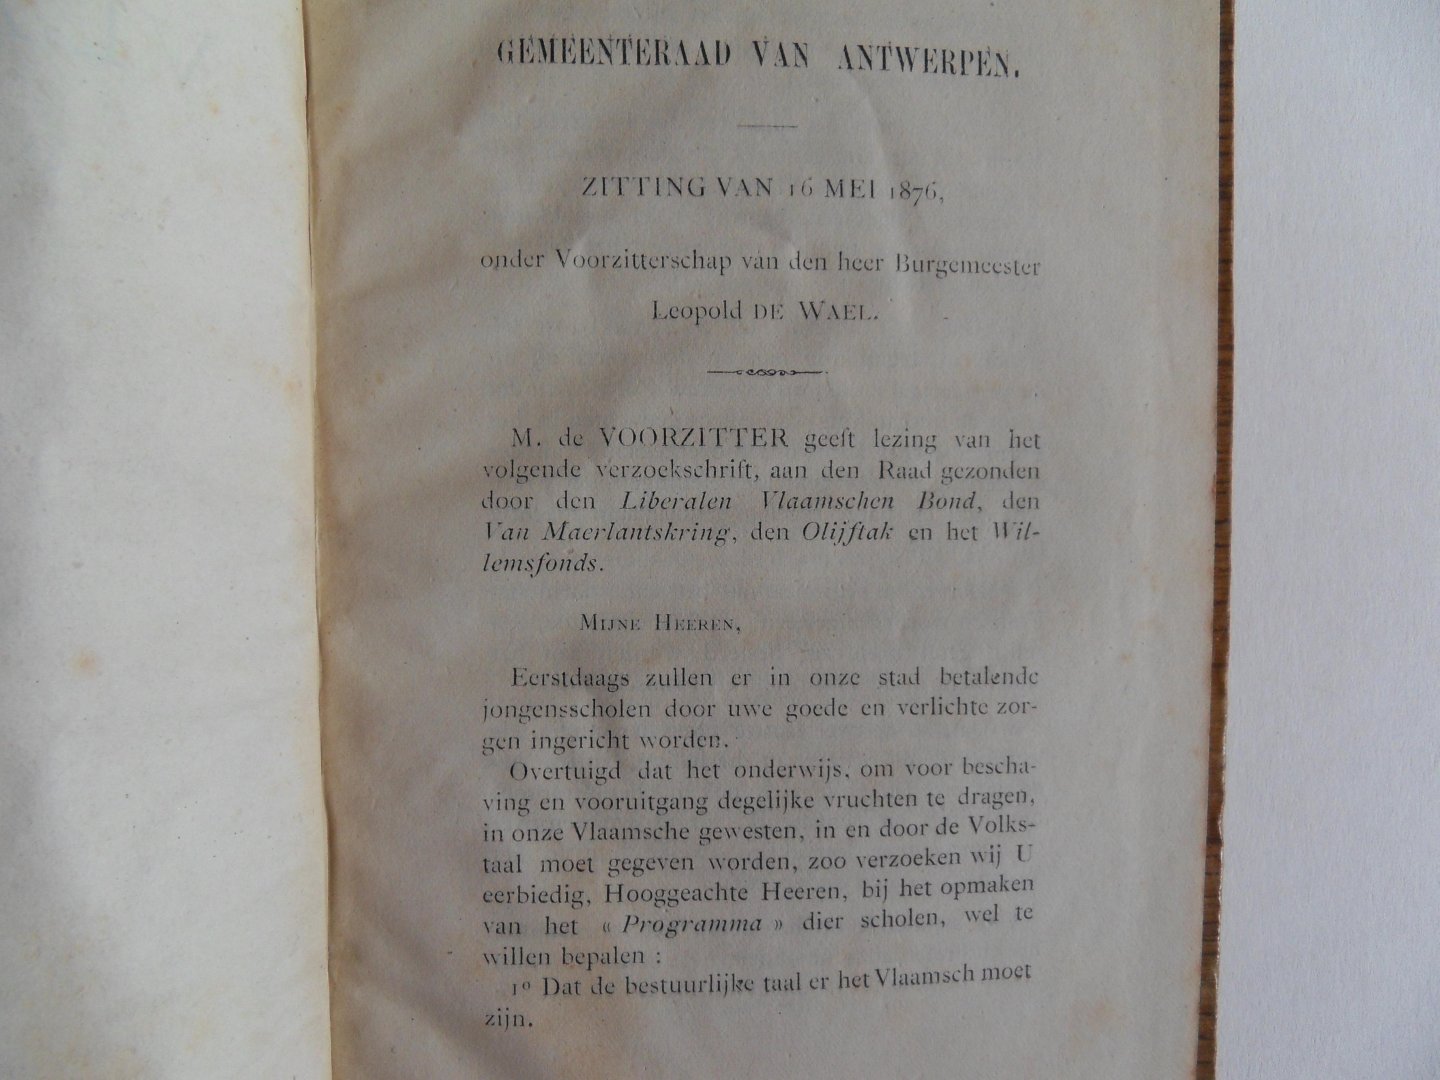 GEMEENTERAAD VAN ANTWERPEN.
ZITTING VAN 16 MEI 1876,
onder Voorzitterschap van den heer Burgemeester
Leopold DE WAEL.
M. de VOORZITTER geeft lezing van het
volgende verzoekschrift, aan den Raad gezonden
door den Liberalen Vlaamschen Bond, den
Van Maerlantskring, den Olijftak en het Wil-
lemsfonds.
MIJNE HEEREN,
Eerstdaags zullen er in onze stad betalende
jongensscholen door uwe goede en verlichte zor-
gen ingericht worden.
Overtuigd dat het onderwijs, om voor bescha-
ving en vooruitgang degelijke vruchten te dragen,
in onze Vlaamsche gewesten, in en door de Volks-
taal moet gegeven worden, zoo verzoeken wij U
eerbiedig, Hooggeachte Heeren, bij het opmaken
van het « Programma » dier scholen, wel te
willen bepalen :
1º Dat de bestuurlijke taal er het Vlaamsch moet
zijn.